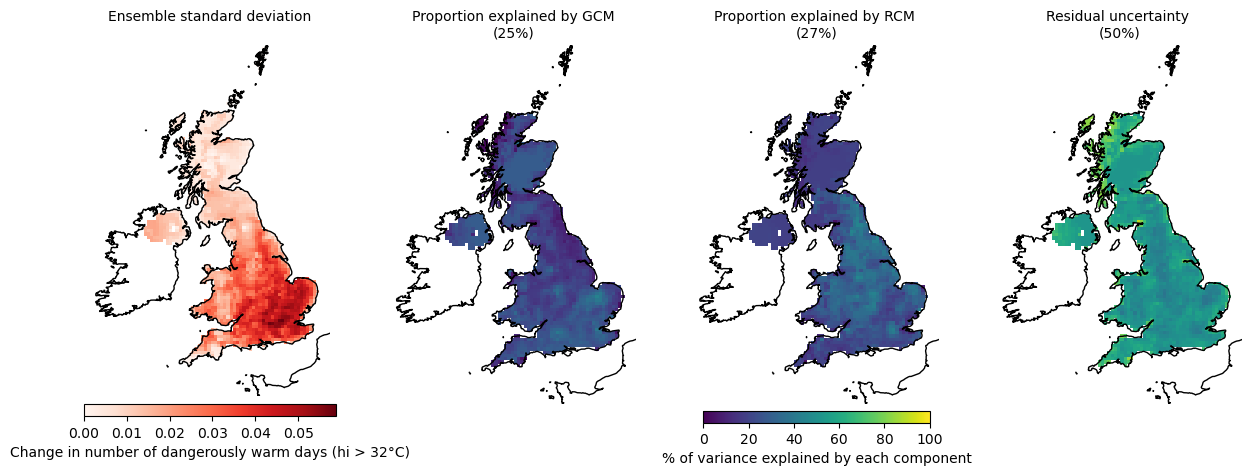 Ensemble standard deviation
Proportion explained by GCM
(25%)
Proportion explained by RCM
(27%)
Residual uncertainty
(50%)
0.00 0.01 0.02 0.03 0.04 0.05
Change in number of dangerously warm days (hi > 32°C)
0 20 40 60 80 100
% of variance explained by each component